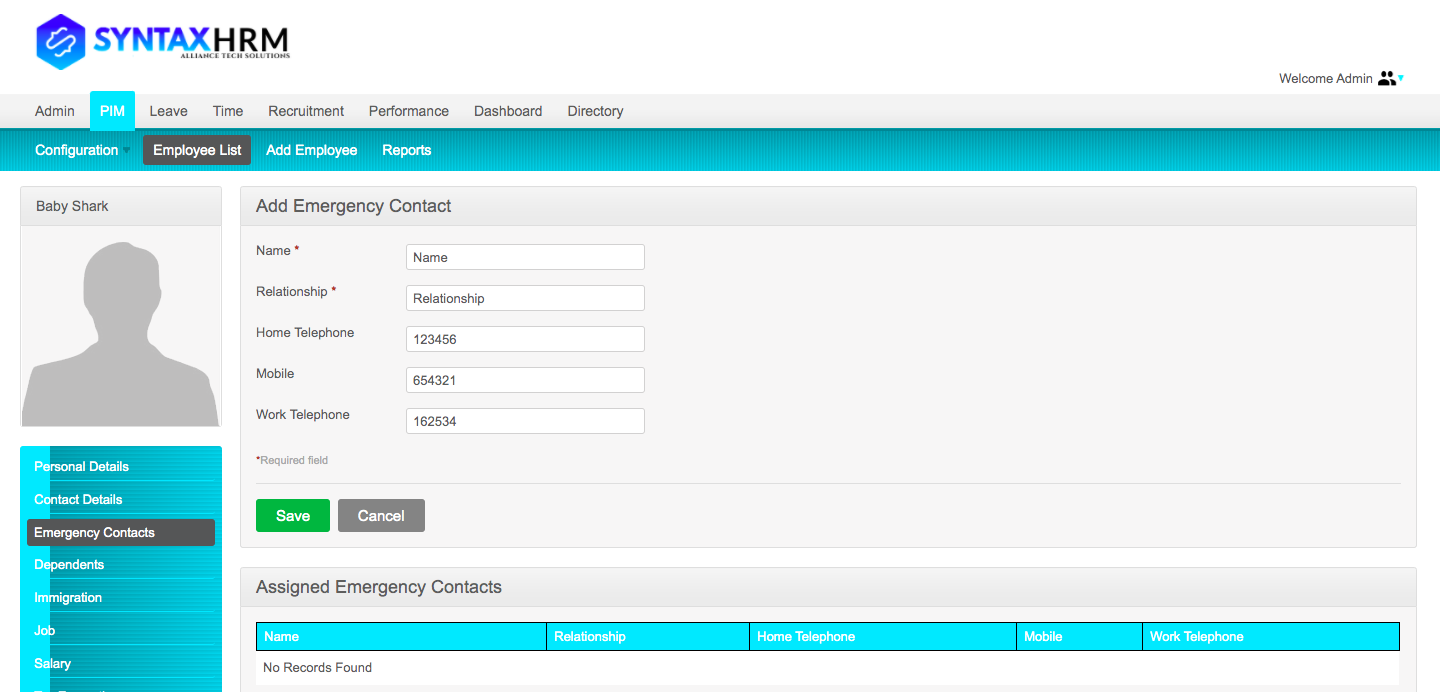 SYNTAXHRM
ALLIANCE TECH SOLUTIONS
Welcome Admin
Admin PIM Leave Time Recruitment Performance Dashboard Directory
Configuration Employee List Add Employee Reports
Baby Shark
Add Emergency Contact
Name * Name
Relationship * Relationship
Home Telephone 123456
Mobile 654321
Work Telephone 162534
*Required field
Save Cancel
Personal Details
Contact Details
Emergency Contacts
Dependents
Immigration
Job
Salary
Assigned Emergency Contacts
Name Relationship Home Telephone Mobile Work Telephone
No Records Found